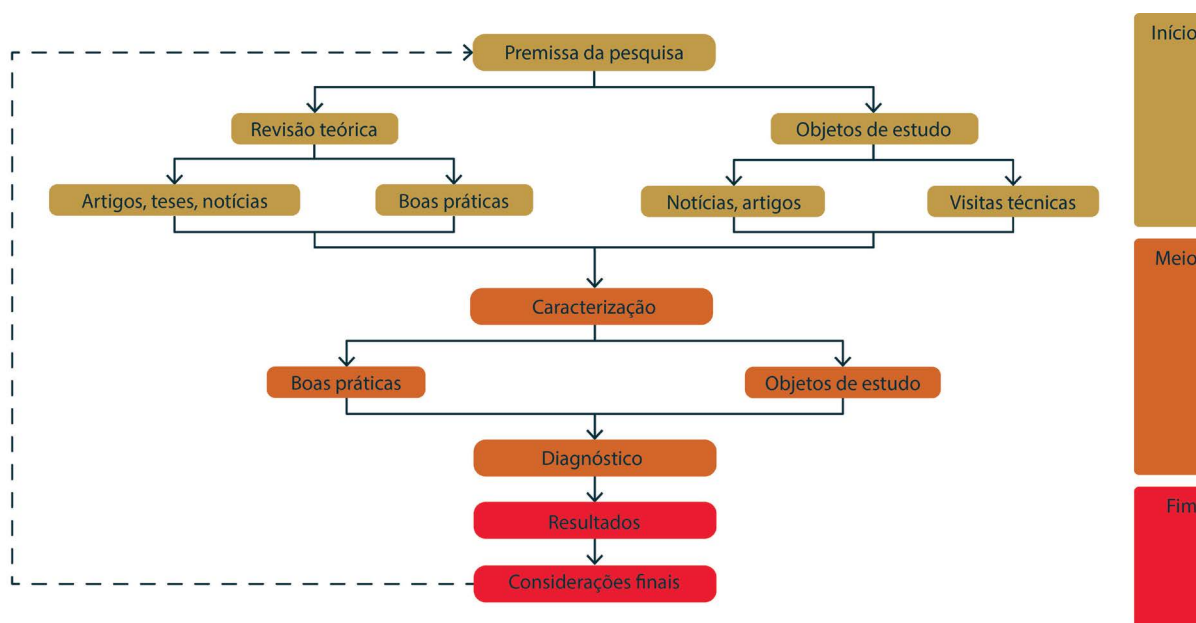 Premissa da pesquisa
Início
Revisão teórica
Objetos de estudo
Artigos, teses, notícias
Boas práticas
Notícias, artigos
Visitas técnicas
Meio
Caracterização
Boas práticas
Objetos de estudo
Diagnóstico
Fim
Resultados
Considerações finais